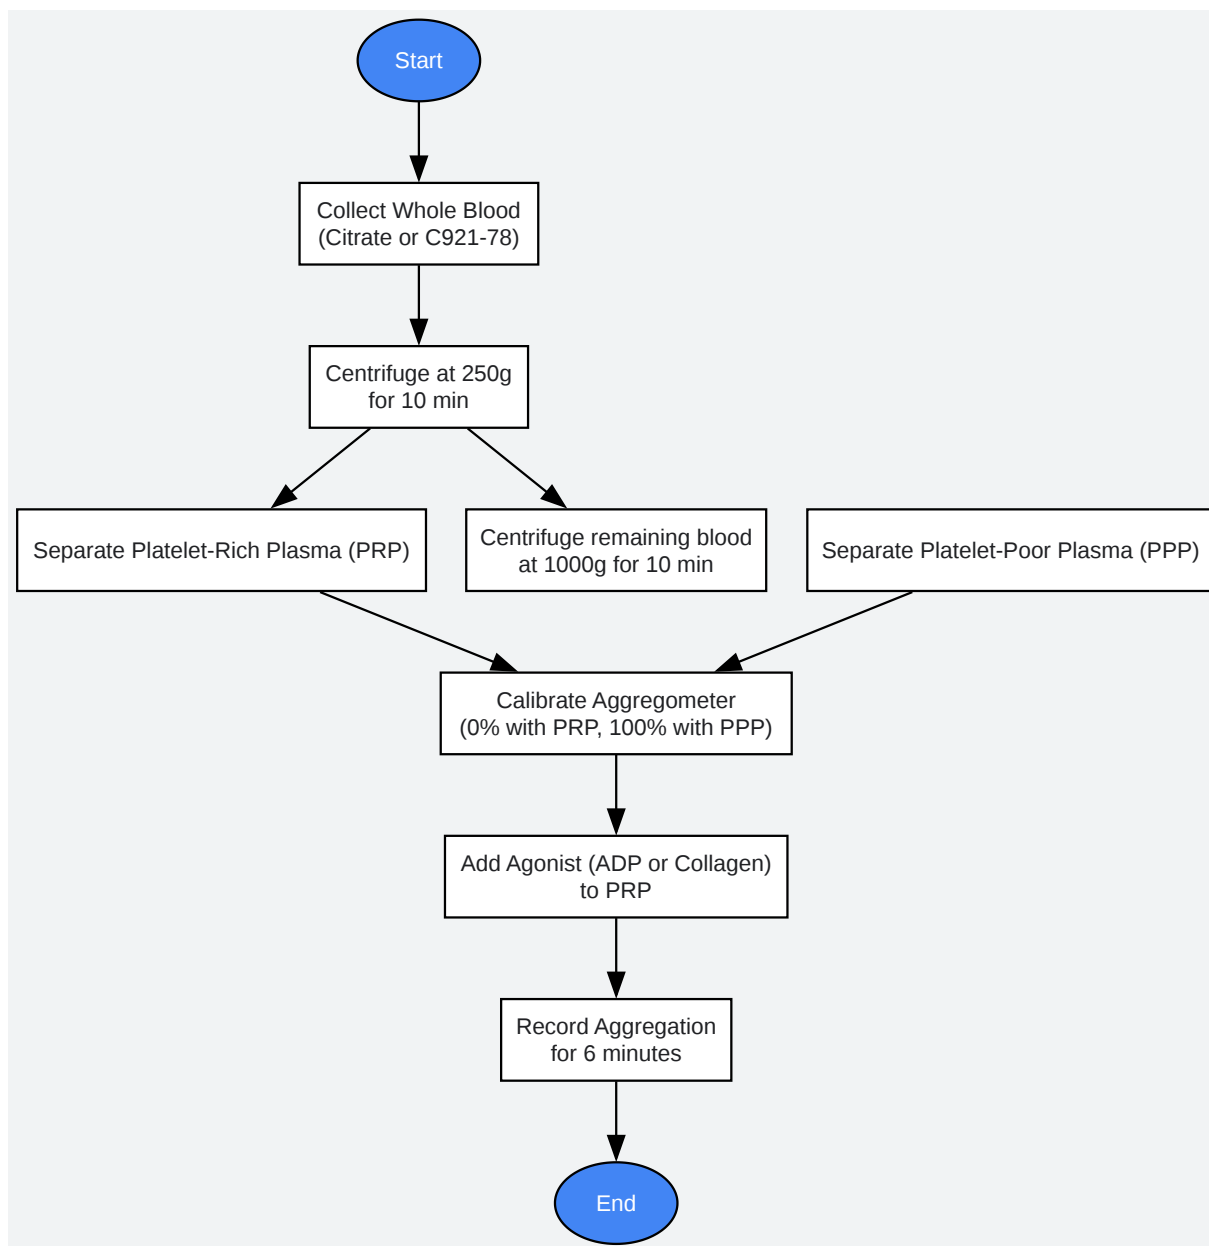 Start
Collect Whole Blood
(Citrate or C921-78)
Centrifuge at 250g
for 10 min
Separate Platelet-Rich Plasma (PRP)
Centrifuge remaining blood
at 1000g for 10 min
Separate Platelet-Poor Plasma (PPP)
Calibrate Aggregometer
(0% with PRP, 100% with PPP)
Add Agonist (ADP or Collagen)
to PRP
Record Aggregation
for 6 minutes
End